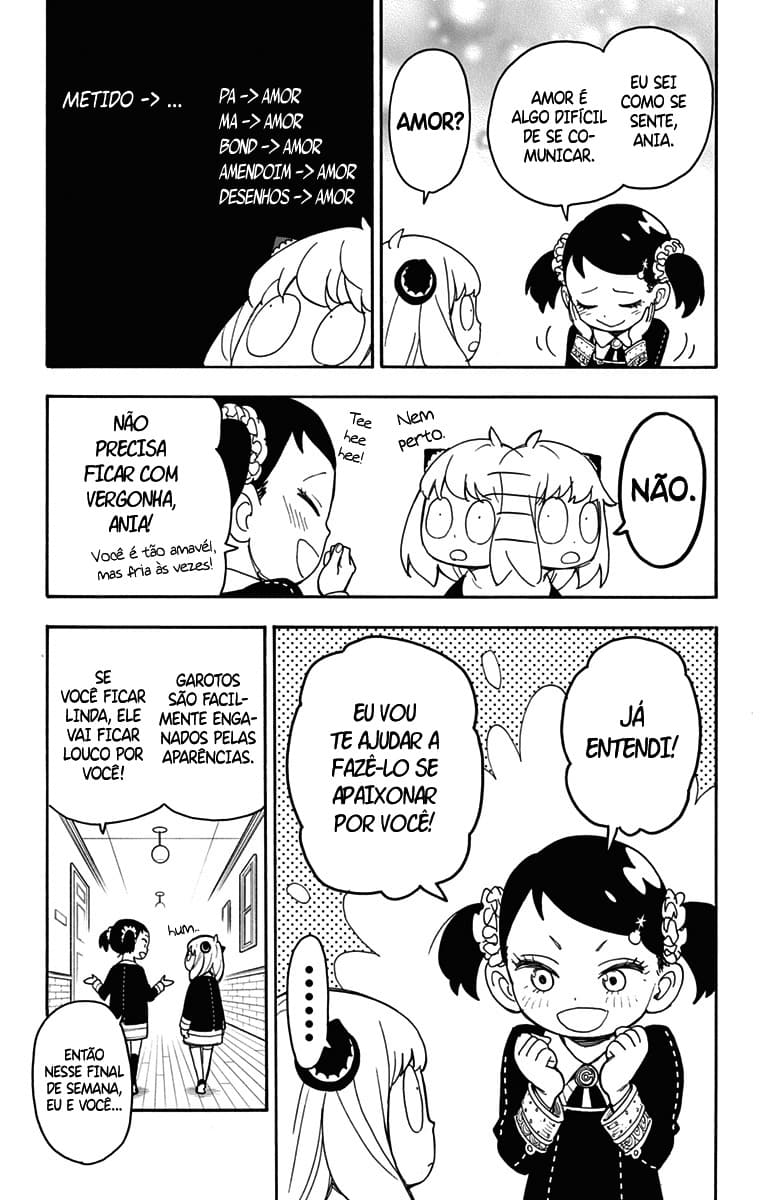 EU SEI
COMO SE
SENTE,
ANIA.
AMOR É
ALGO DIFÍCIL
DE SE CO-
MUNICAR.
AMOR?
PA -> AMOR
MA -> AMOR
BOND -> AMOR
AMENDOIM -> AMOR
DESENHOS -> AMOR
METIDO -> ...
NÃO.
Nem
perto.
Tee
hee
hee!
NÃO
PRECISA
FICAR COM
VERGONHA,
ANIA!
Você é tão amavél,
mas fria às vezes!
JÁ
ENTENDI!
EU VOU
TE AJUDAR A
FAZÊ-LO SE
APAIXONAR
POR VOCÊ!
......
GAROTOS
SÃO FACIL-
MENTE ENGA-
NADOS PELAS
APARÊNCIAS.
SE
VOCÊ FICAR
LINDA, ELE
VAI FICAR
LOUCO POR
VOCÊ!
hum...
ENTÃO
NESSE FINAL
DE SEMANA,
EU E VOCÊ...